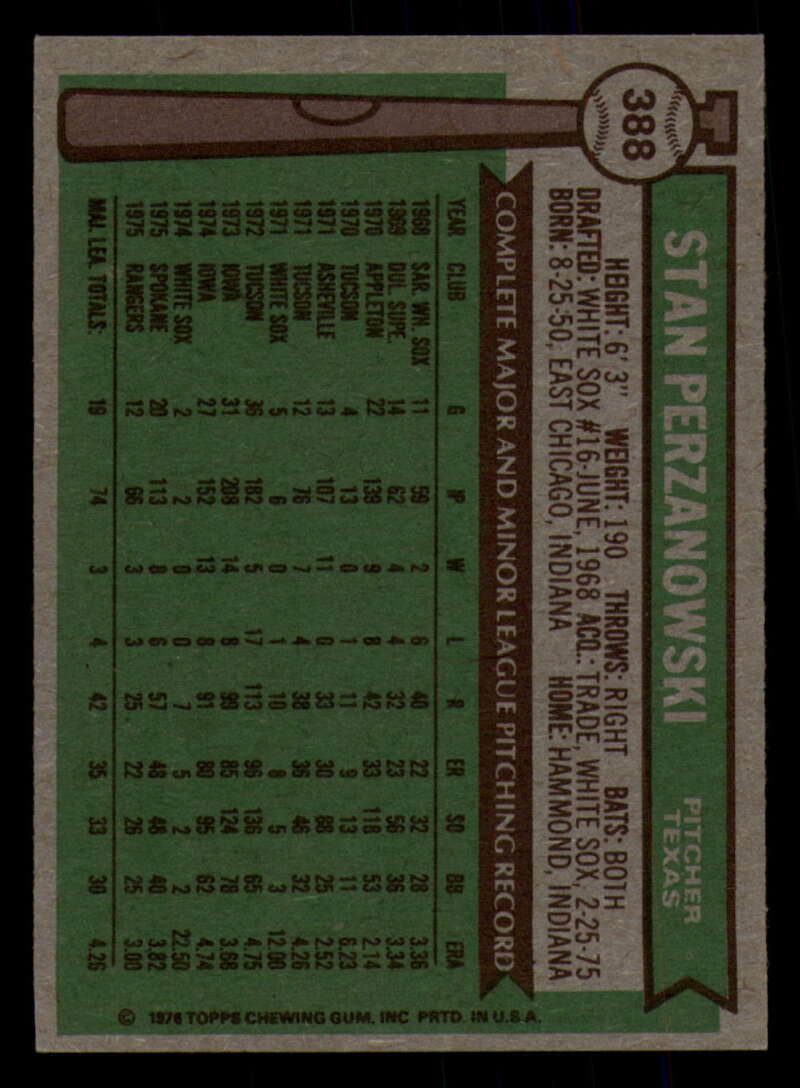 388
STAN PERZANOWSKI
PITCHER
TEXAS
HEIGHT: 6' 3" WEIGHT: 190 THROWS: RIGHT BATS: BOTH
DRAFTED: WHITE SOX #16-JUNE, 1968 ACQ.: TRADE, WHITE SOX, 2-25-75
BORN: 8-25-50, EAST CHICAGO, INDIANA HOME: HAMMOND, INDIANA
COMPLETE MAJOR AND MINOR LEAGUE PITCHING RECORD
YEAR CLUB G IP W L R ER SO BB ERA
1968 SAR. WH. SOX 11 59 2 6 40 22 32 28 3.36
1969 DUL. SUPE. 14 62 4 4 32 23 56 36 3.34
1970 APPLETON 22 139 9 8 42 33 118 53 2.14
1970 TUCSON 4 13 0 1 11 9 13 11 6.23
1971 ASHEVILLE 13 107 11 0 33 30 88 25 2.52
1971 TUCSON 12 76 7 4 38 36 46 32 4.26
1971 WHITE SOX 5 6 0 1 10 8 5 3 12.00
1972 TUCSON 36 182 5 17 113 96 136 65 4.75
1973 IOWA 31 208 14 8 99 85 124 78 3.68
1974 IOWA 27 152 13 8 91 80 95 62 4.74
1974 WHITE SOX 2 2 0 0 7 5 2 2 22.50
1975 SPOKANE 20 113 8 6 57 48 48 40 3.82
1975 RANGERS 12 66 3 3 25 22 26 25 3.00
MAJ. LEA. TOTALS: 19 74 3 4 42 35 33 30 4.26
© 1976 TOPPS CHEWING GUM, INC PRTD. IN U.S.A.